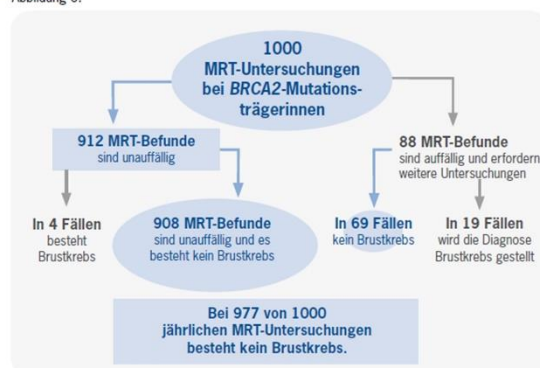 Abbildung 6:
1000
MRT-Untersuchungen
bei BRCA2-Mutations-
trägerinnen
912 MRT-Befunde
sind unauffällig
88 MRT-Befunde
sind auffällig und erfordern
weitere Untersuchungen
In 4 Fällen
besteht
Brustkrebs
908 MRT-Befunde
sind unauffällig und es
besteht kein Brustkrebs
In 69 Fällen
kein Brustkrebs
In 19 Fällen
wird die Diagnose
Brustkrebs gestellt
Bei 977 von 1000
jährlichen MRT-Untersuchungen
besteht kein Brustkrebs.